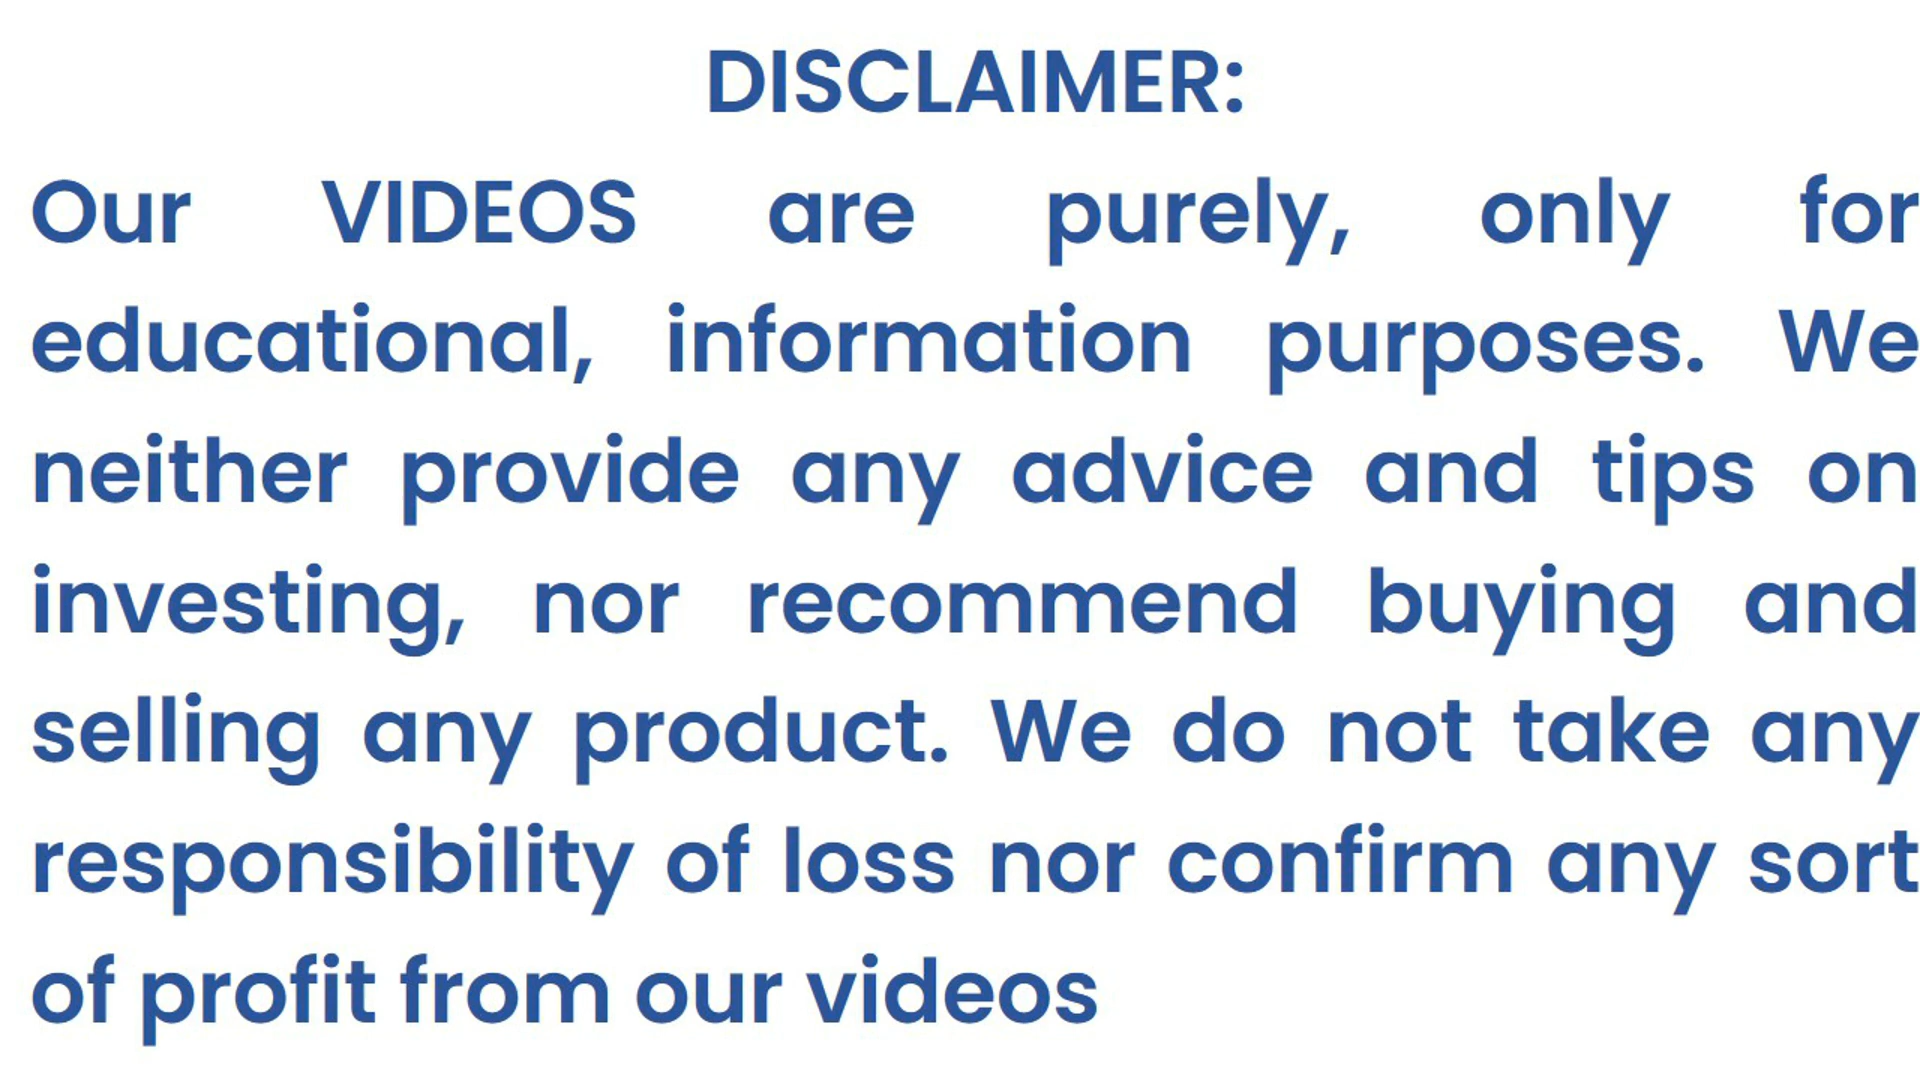 DISCLAIMER:
Our VIDEOS are purely, only for
educational, information purposes. We
neither provide any advice and tips on
investing, nor recommend buying and
selling any product. We do not take any
responsibility of loss nor confirm any sort
of profit from our videos